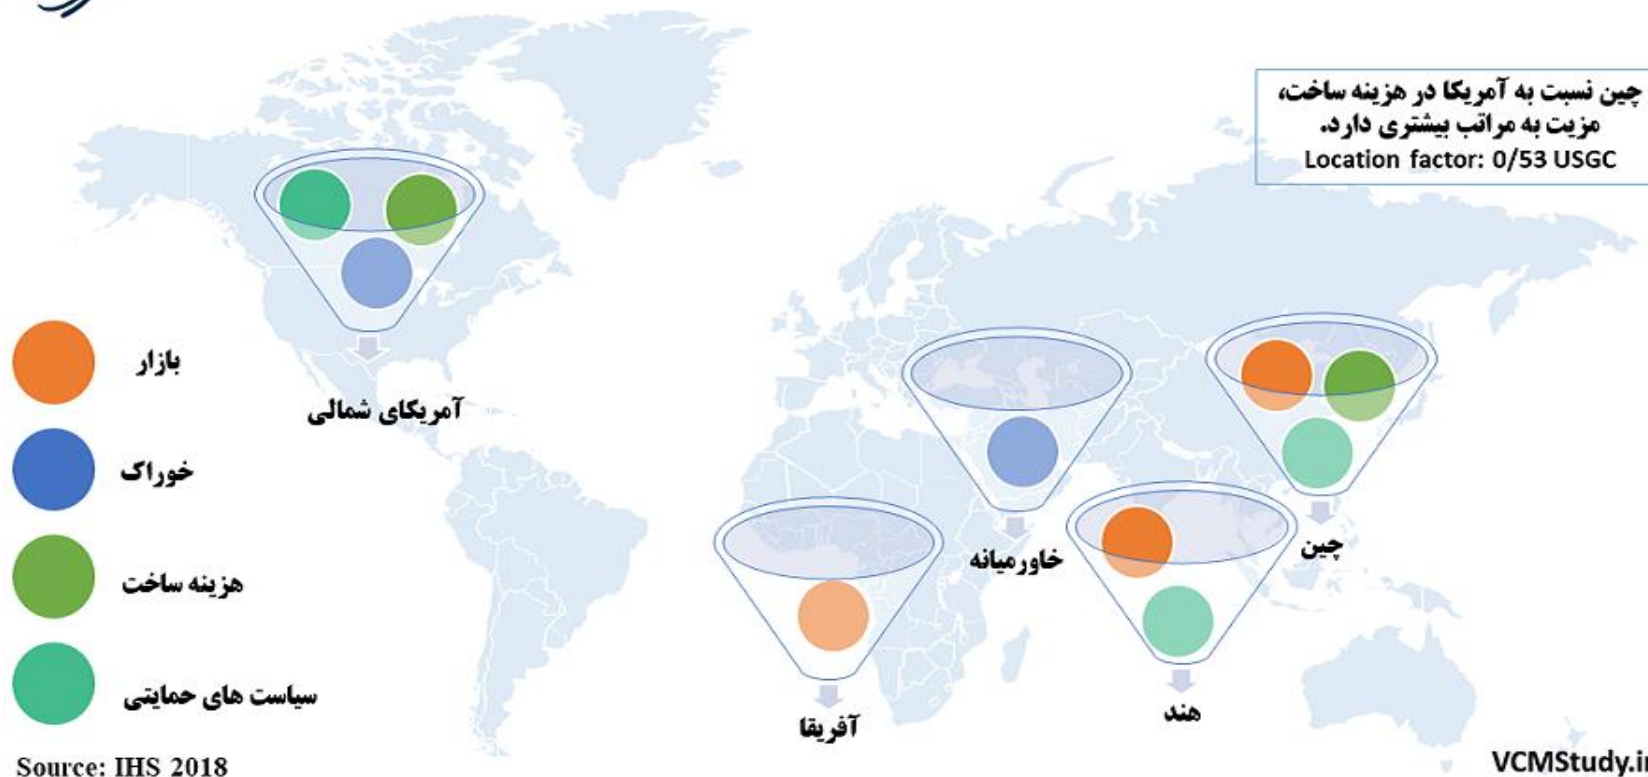 چین نسبت به آمریکا در هزینه ساخت،
مزیت به مراتب بیشتری دارد.
Location factor: 0/53 USGC
بازار
خوراک
هزینه ساخت
سیاست های حمایتی
آمریکای شمالی
آفریقا
خاورمیانه
هند
چین
Source: IHS 2018
VCMStudy.ir